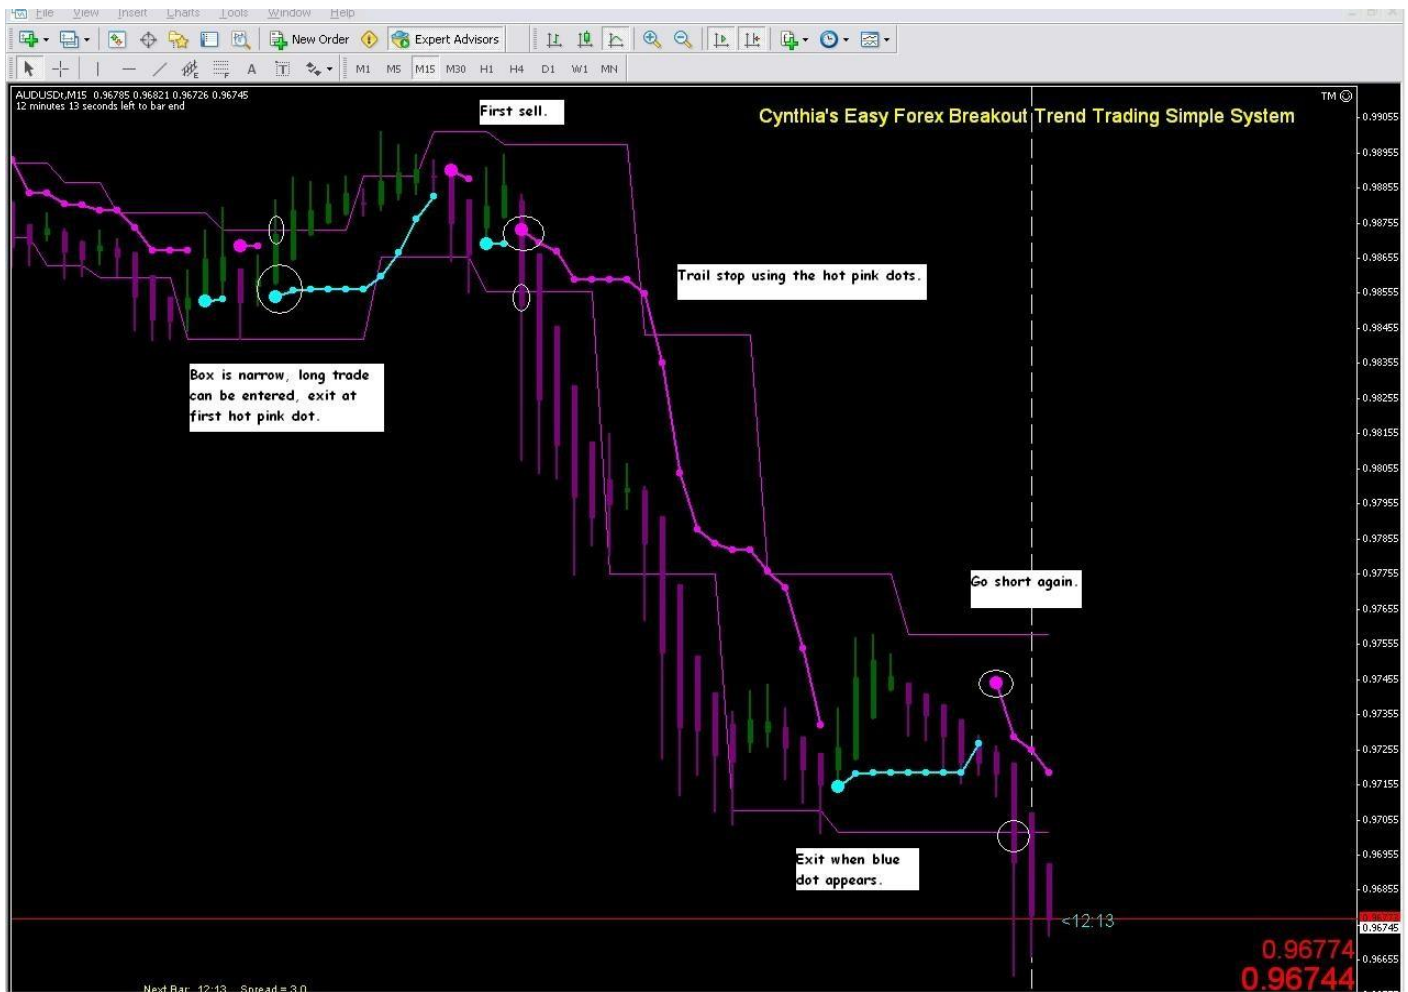 File View Insert Charts Tools Window Help
New Order Expert Advisors
A T M1 M5 M15 M30 H1 H4 D1 W1 MN
AUDUSDt,M15 0.96785 0.96821 0.96726 0.96745
12 minutes 13 seconds left to bar end
TM
Cynthia's Easy Forex Breakout Trend Trading Simple System
First sell.
Trail stop using the hot pink dots.
Box is narrow, long trade
can be entered, exit at
first hot pink dot.
Go short again.
Exit when blue
dot appears.
<12:13
0.99055
0.98955
0.98855
0.98755
0.98655
0.98555
0.98455
0.98355
0.98255
0.98155
0.98055
0.97955
0.97855
0.97755
0.97655
0.97555
0.97455
0.97355
0.97255
0.97155
0.97055
0.96955
0.96855
0.96745
0.96655
0.96774
0.96744
Next Bar: 12:13 Spread = 3.0